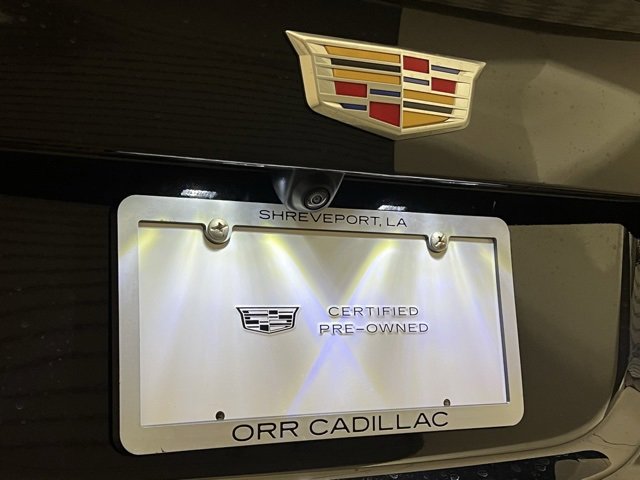 SHREVEPORT, LA
CERTIFIED
PRE-OWNED
ORR CADILLAC